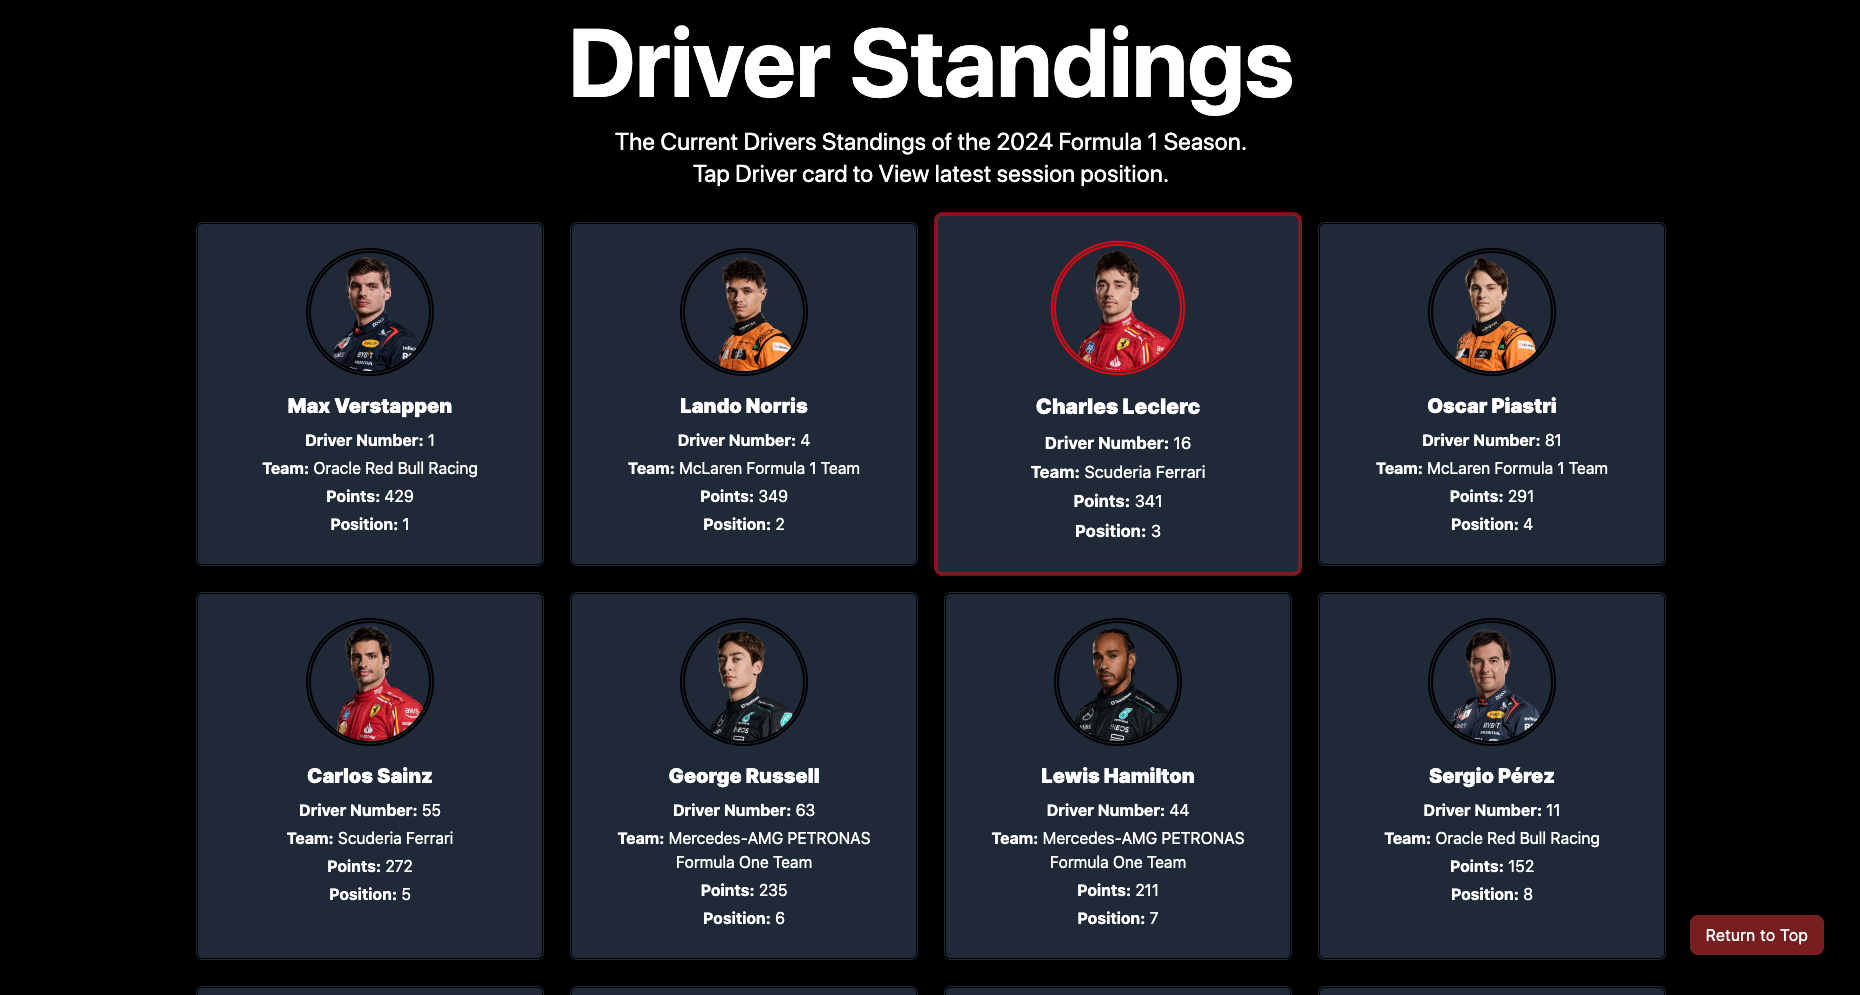 Driver Standings
The Current Drivers Standings of the 2024 Formula 1 Season.
Tap Driver card to View latest session position.
Max Verstappen
Driver Number: 1
Team: Oracle Red Bull Racing
Points: 429
Position: 1
Lando Norris
Driver Number: 4
Team: McLaren Formula 1 Team
Points: 349
Position: 2
Charles Leclerc
Driver Number: 16
Team: Scuderia Ferrari
Points: 341
Position: 3
Oscar Piastri
Driver Number: 81
Team: McLaren Formula 1 Team
Points: 291
Position: 4
Carlos Sainz
Driver Number: 55
Team: Scuderia Ferrari
Points: 272
Position: 5
George Russell
Driver Number: 63
Team: Mercedes-AMG PETRONAS
Formula One Team
Points: 235
Position: 6
Lewis Hamilton
Driver Number: 44
Team: Mercedes-AMG PETRONAS
Formula One Team
Points: 211
Position: 7
Sergio Pérez
Driver Number: 11
Team: Oracle Red Bull Racing
Points: 152
Position: 8
Return to Top